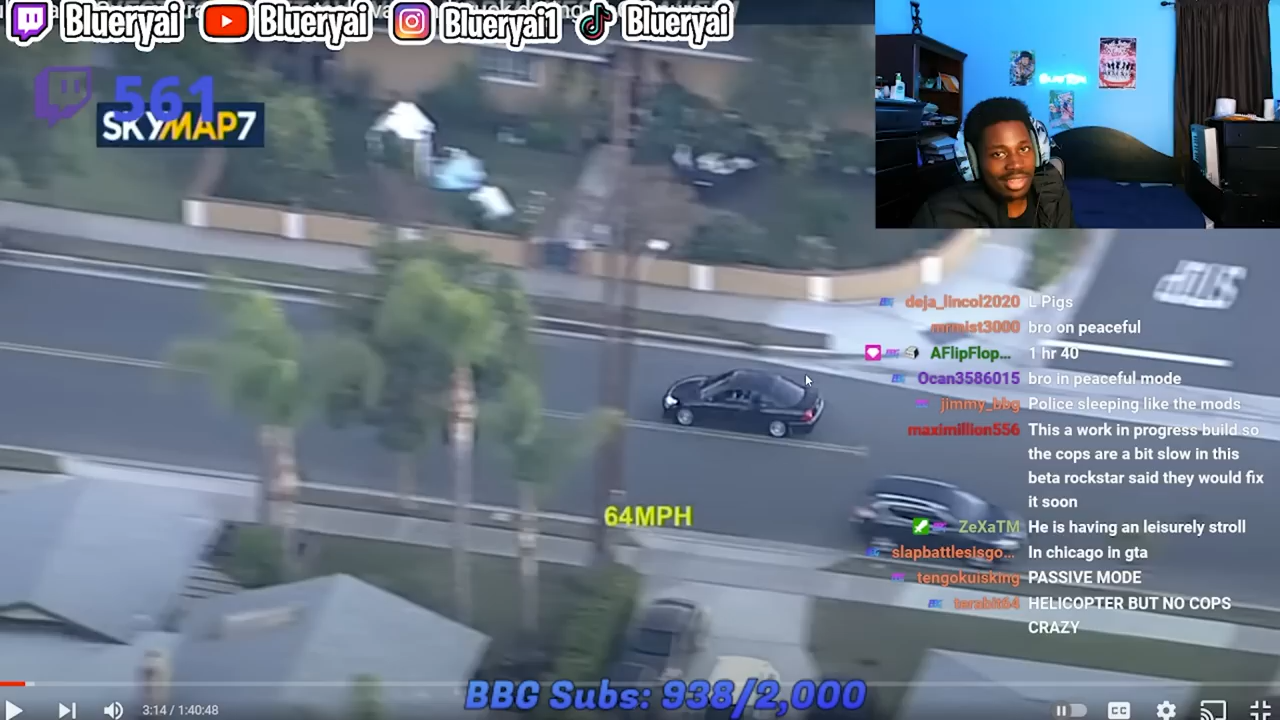 Blueryai
Blueryai
Blueryai1
Blueryai
561
SKYMAP7
deja_lincol2020 L Pigs
mrmist3000 bro on peaceful
AFlipFlop... 1 hr 40
Ocan3586015 bro in peaceful mode
jimmy_bbg Police sleeping like the mods
maximillion556 This a work in progress build so
the cops are a bit slow in this
beta rockstar said they would fix
it soon
ZeXaTM He is having an leisurely stroll
slapbattlesisgo... In chicago in gta
tengokuisking PASSIVE MODE
terabit64 HELICOPTER BUT NO COPS
CRAZY
64MPH
BBG Subs: 938/2,000
3:14 / 1:40:48
CC